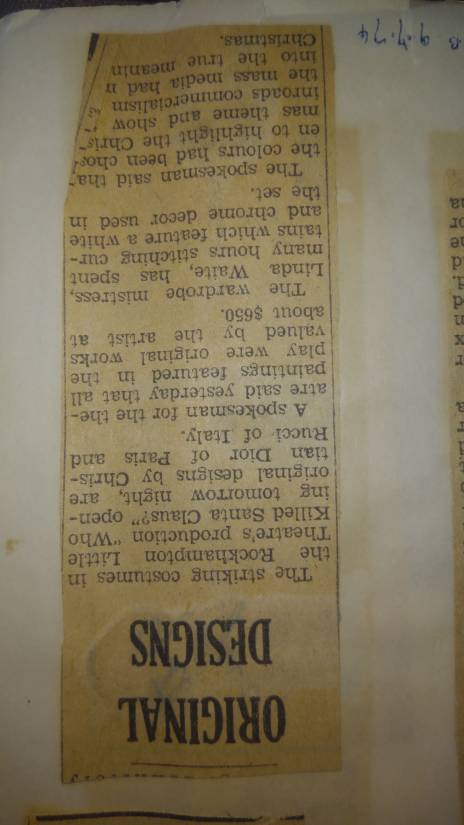 ORIGINAL
DESIGNS
The striking costumes in
the Rockhampton Little
Theatre's production "Who
Killed Santa Claus?" open-
ing tomorrow night, are
original designs by Chris-
tian Dior of Paris and
Rucci of Italy.
A spokesman for the the-
atre said yesterday that all
paintings featured in the
play were original works
valued by the artist at
about $650.
The wardrobe mistress,
Linda Waite, has spent
many hours stitching cur-
tains which feature a white
and chrome decor used in
the set.
The spokesman said tha
the colours had been chos
en to highlight the Chris
mas theme and show
inroads commercialism
the mass media had
into the true meanin
Christmas.
9.7.74